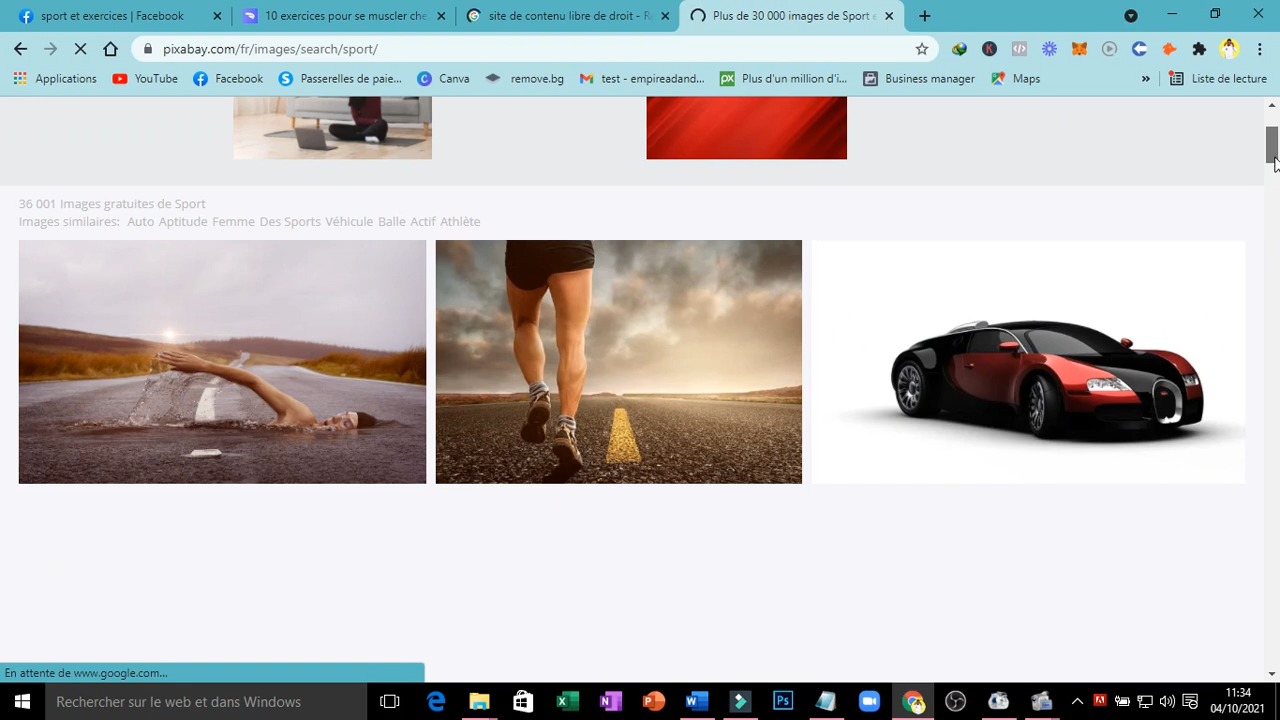 sport et exercices | Facebook
10 exercices pour se muscler che
site de contenu libre de droit - R
Plus de 30 000 images de Sport e
pixabay.com/fr/images/search/sport/
Applications
YouTube
Facebook
Passerelles de paie...
Canva
remove.bg
test - empireadand...
Plus d'un million d'i...
Business manager
Maps
»
Liste de lecture
36 001 Images gratuites de Sport
Images similaires: Auto Aptitude Femme Des Sports Véhicule Balle Actif Athlète
En attente de www.google.com...
Rechercher sur le web et dans Windows
11:34
04/10/2021